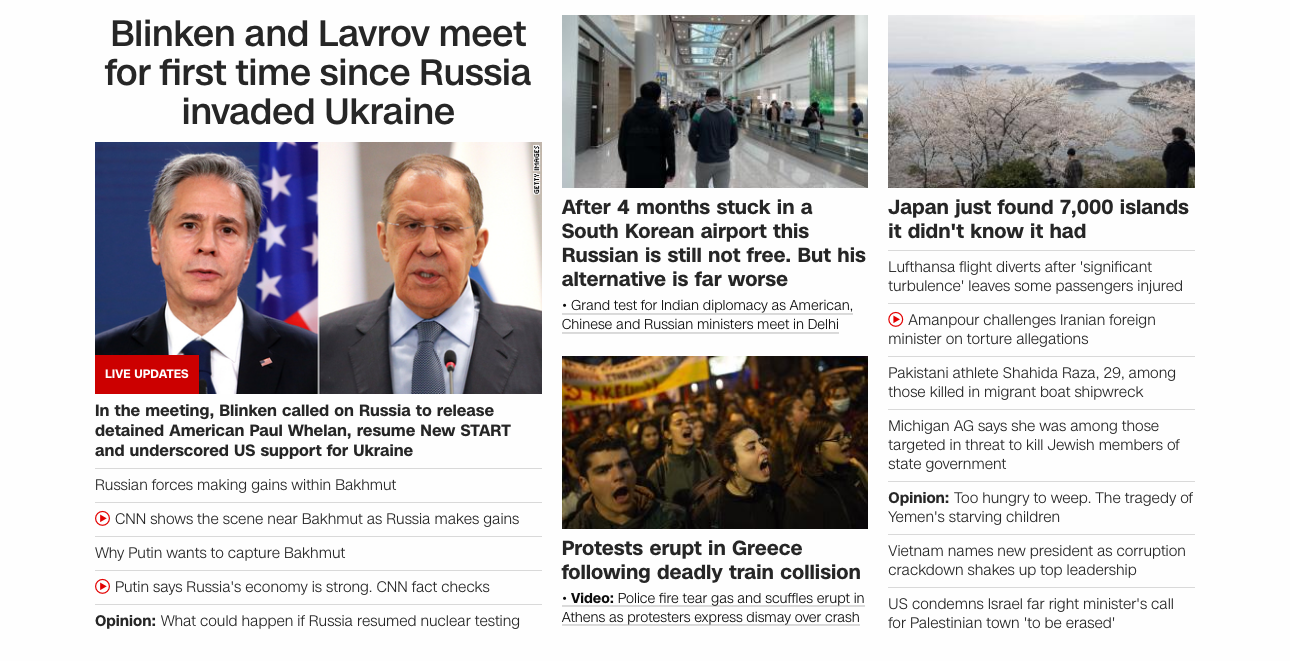 Blinken and Lavrov meet
for first time since Russia
invaded Ukraine
GETTY IMAGES
LIVE UPDATES
In the meeting, Blinken called on Russia to release
detained American Paul Whelan, resume New START
and underscored US support for Ukraine
Russian forces making gains within Bakhmut
CNN shows the scene near Bakhmut as Russia makes gains
Why Putin wants to capture Bakhmut
Putin says Russia's economy is strong. CNN fact checks
Opinion: What could happen if Russia resumed nuclear testing
After 4 months stuck in a
South Korean airport this
Russian is still not free. But his
alternative is far worse
• Grand test for Indian diplomacy as American,
Chinese and Russian ministers meet in Delhi
Protests erupt in Greece
following deadly train collision
• Video: Police fire tear gas and scuffles erupt in
Athens as protesters express dismay over crash
Japan just found 7,000 islands
it didn't know it had
Lufthansa flight diverts after 'significant
turbulence' leaves some passengers injured
Amanpour challenges Iranian foreign
minister on torture allegations
Pakistani athlete Shahida Raza, 29, among
those killed in migrant boat shipwreck
Michigan AG says she was among those
targeted in threat to kill Jewish members of
state government
Opinion: Too hungry to weep. The tragedy of
Yemen's starving children
Vietnam names new president as corruption
crackdown shakes up top leadership
US condemns Israel far right minister's call
for Palestinian town 'to be erased'